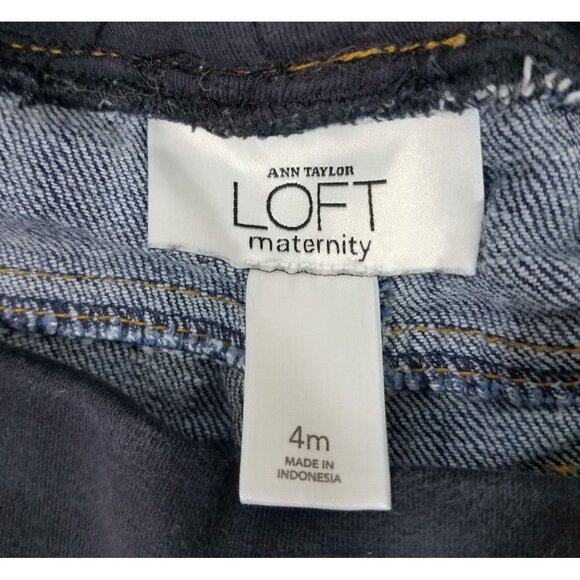 ANN TAYLOR
LOFT
maternity
4m
MADE IN
INDONESIA